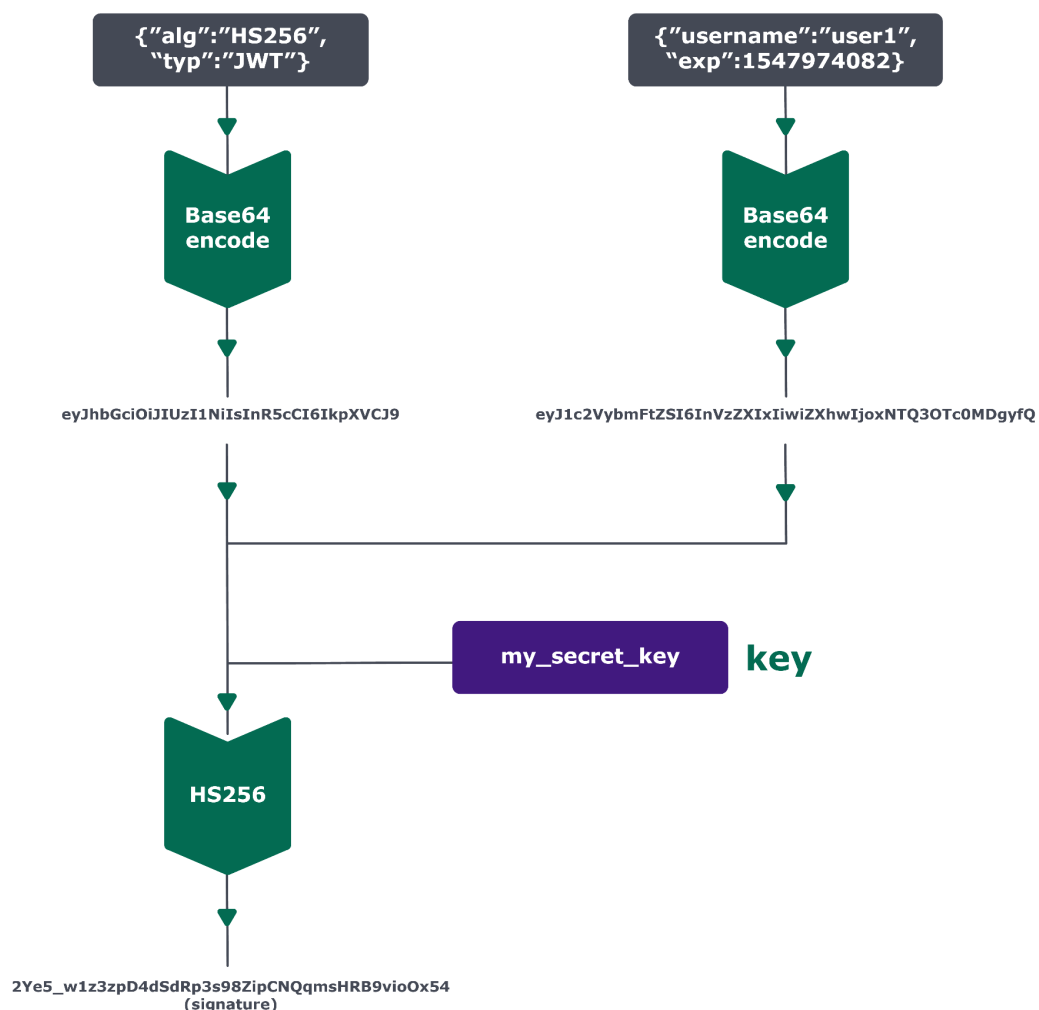 {”alg”:”HS256”,
“typ”:”JWT”}
{”username”:”user1”,
“exp”:1547974082}
Base64
encode
Base64
encode
eyJhbGciOiJIUzI1NiIsInR5cCI6IkpXVCJ9
eyJ1c2VybmFtZSI6InVzZXIxIiwiZXhwIjoxNTQ3OTc0MDgyfQ
my_secret_key
key
HS256
2Ye5_w1z3zpD4dSdRp3s98ZipCNQqmsHRB9vioOx54
(signature)